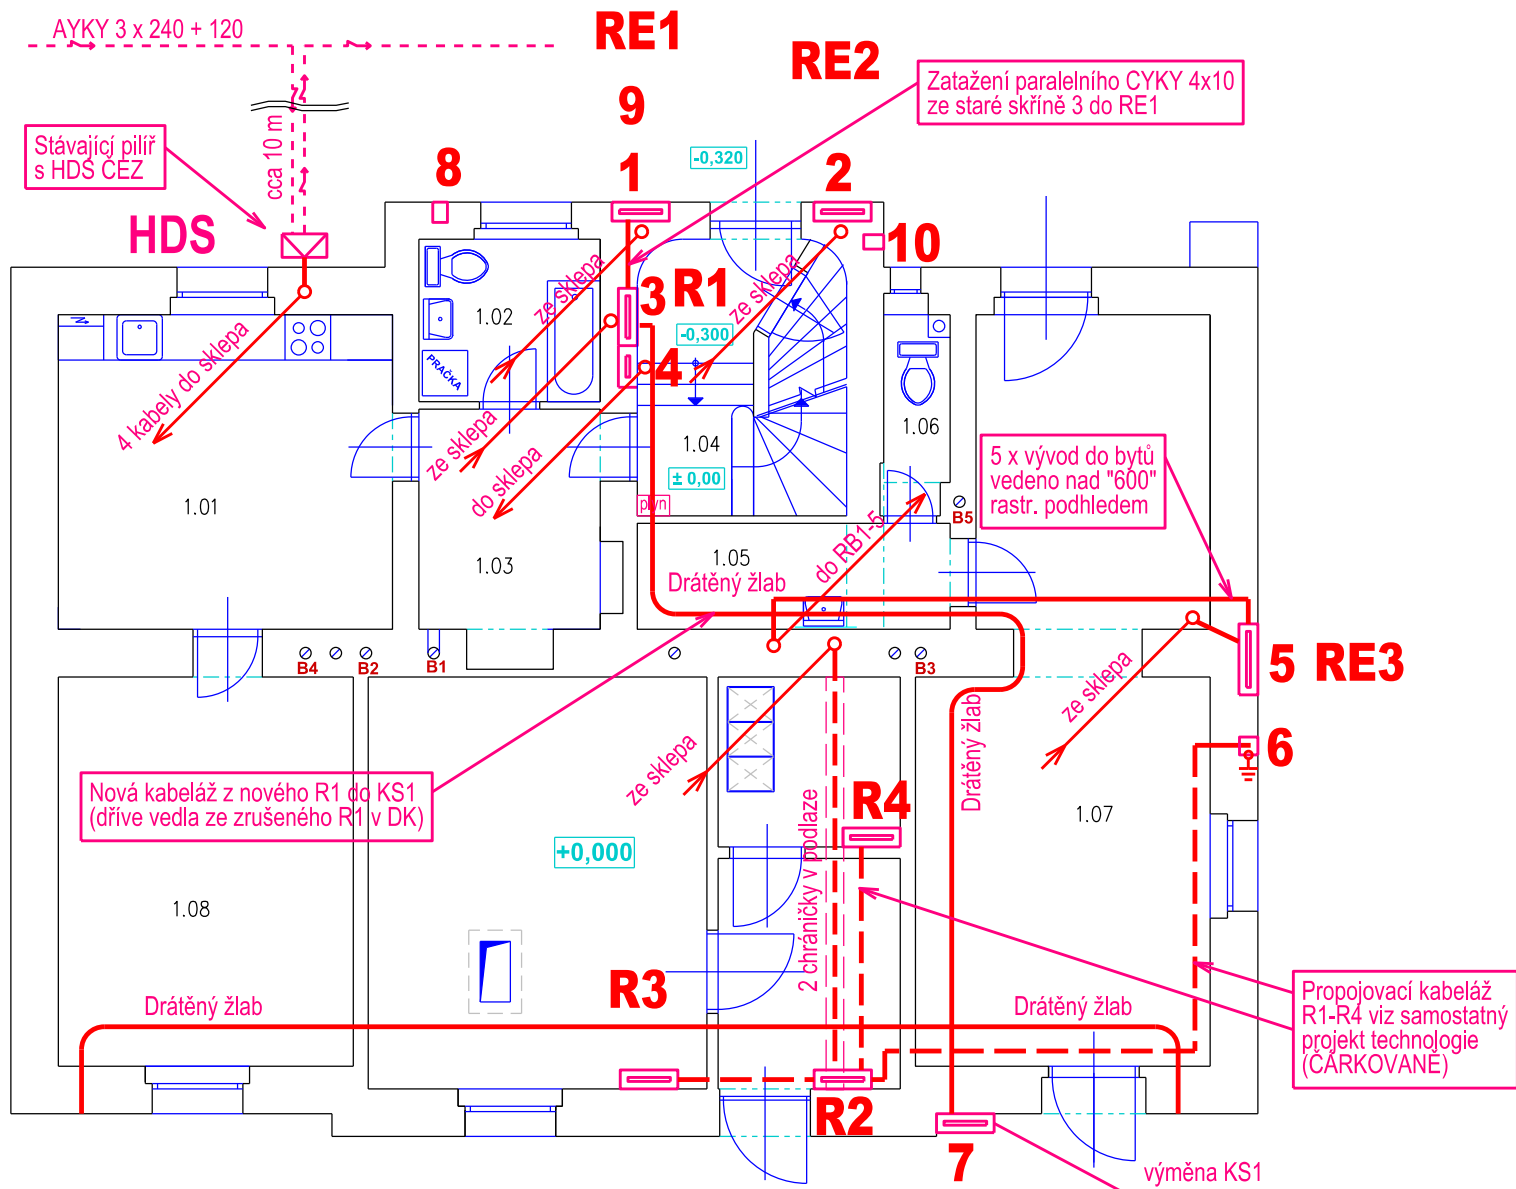 AYKY 3 x 240 + 120
RE1
RE2
9
Zatažení paralelního CYKY 4x10
ze staré skříně 3 do RE1
Stávající pilíř
s HDS ČEZ
cca 10 m
HDS
8
1
2
-0,320
10
3
R1
4
-0,300
ze sklepa
ze sklepa
1.02
PRAČKA
4 kabely do sklepa
ze sklepa
do sklepa
1.04
± 0,00
plyn
1.06
5 x vývod do bytů
vedeno nad "600"
rastr. podhledem
1.01
B5
1.03
1.05
Drátěný žlab
do RB1-5
B4
B2
B1
B3
5
RE3
ze sklepa
6
ze sklepa
Drátěný žlab
Nová kabeláž z nového R1 do KS1
(dříve vedla ze zrušeného R1 v DK)
R4
+0,000
2 chráničky v podlaze
1.07
1.08
R3
Drátěný žlab
Drátěný žlab
Propojovací kabeláž
R1-R4 viz samostatný
projekt technologie
(ČÁRKOVANĚ)
R2
7
výměna KS1